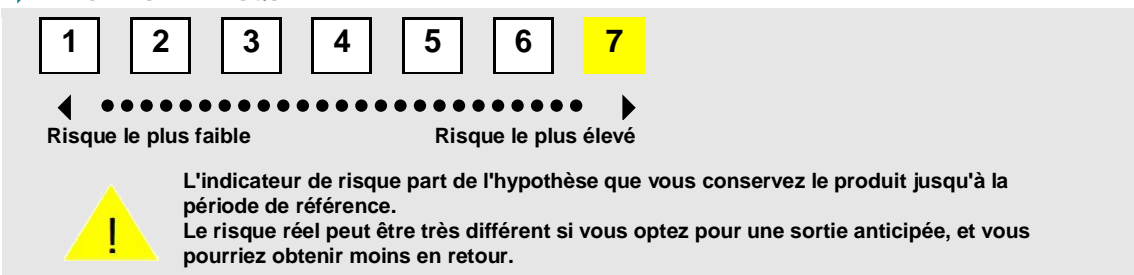 1 2 3 4 5 6 7
Risque le plus faible Risque le plus élevé
L'indicateur de risque part de l'hypothèse que vous conservez le produit jusqu'à la
période de référence.
! Le risque réel peut être très différent si vous optez pour une sortie anticipée, et vous
pourriez obtenir moins en retour.